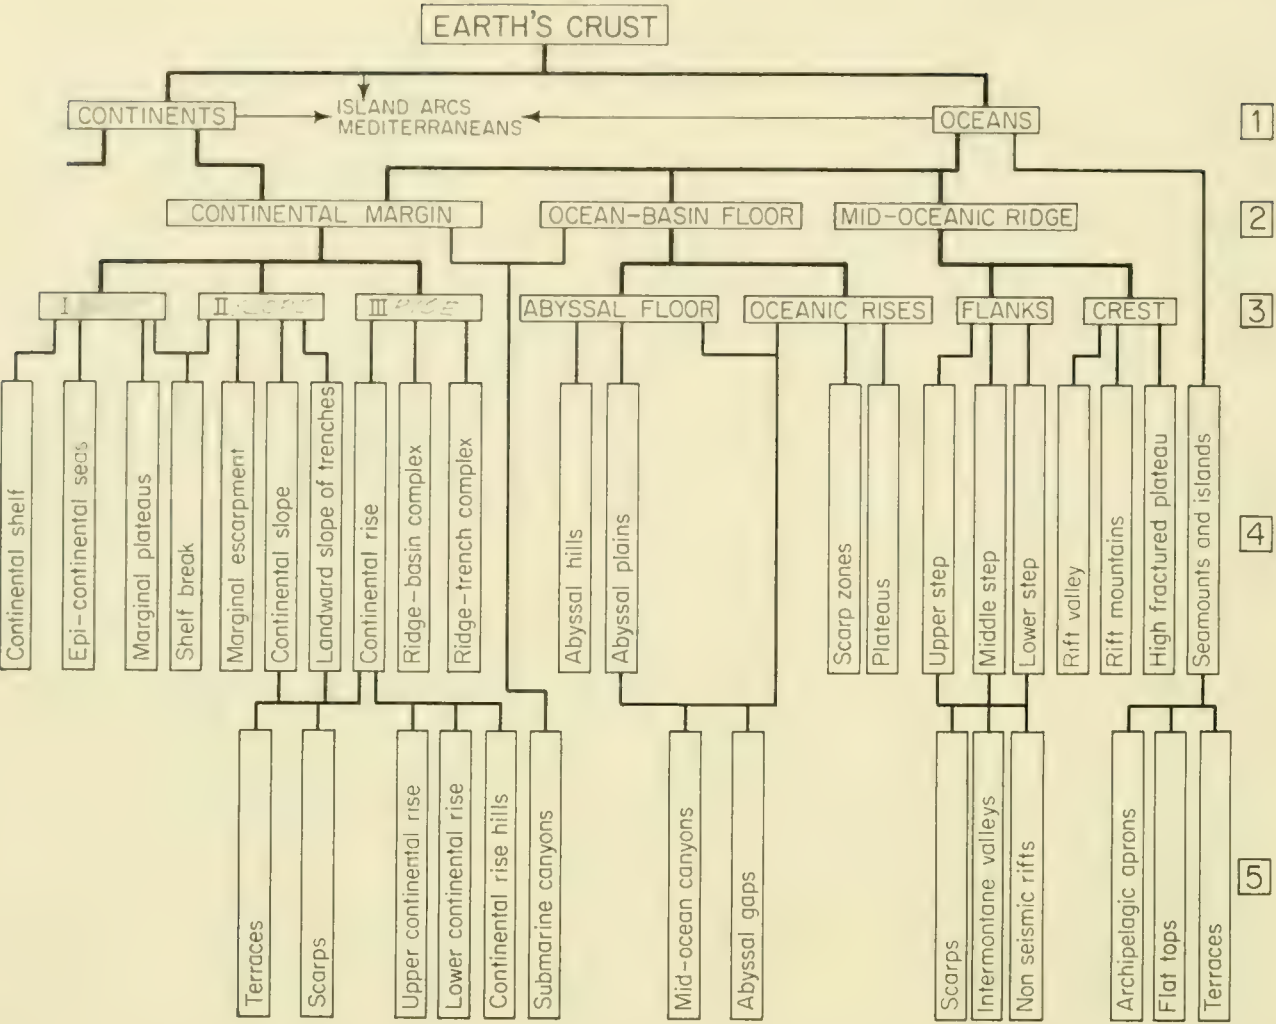 EARTH'S CRUST
CONTINENTS
ISLAND ARCS
MEDITERRANEANS
OCEANS
1
CONTINENTAL MARGIN
OCEAN-BASIN FLOOR
MID-OCEANIC RIDGE
2
I
II SLOPE
III RISE
ABYSSAL FLOOR
OCEANIC RISES
FLANKS
CREST
3
Continental shelf
Epi-continental seas
Marginal plateaus
Shelf break
Marginal escarpment
Continental slope
Landward slope of trenches
Continental rise
Ridge-basin complex
Ridge-trench complex
Abyssal hills
Abyssal plains
Scarp zones
Plateaus
Upper step
Middle step
Lower step
Rift valley
Rift mountains
High fractured plateau
Seamounts and islands
4
Terraces
Scarps
Upper continental rise
Lower continental rise
Continental rise hills
Submarine canyons
Mid-ocean canyons
Abyssal gaps
Scarps
Intermontane valleys
Non seismic rifts
Archipelagic aprons
Flat tops
Terraces
5